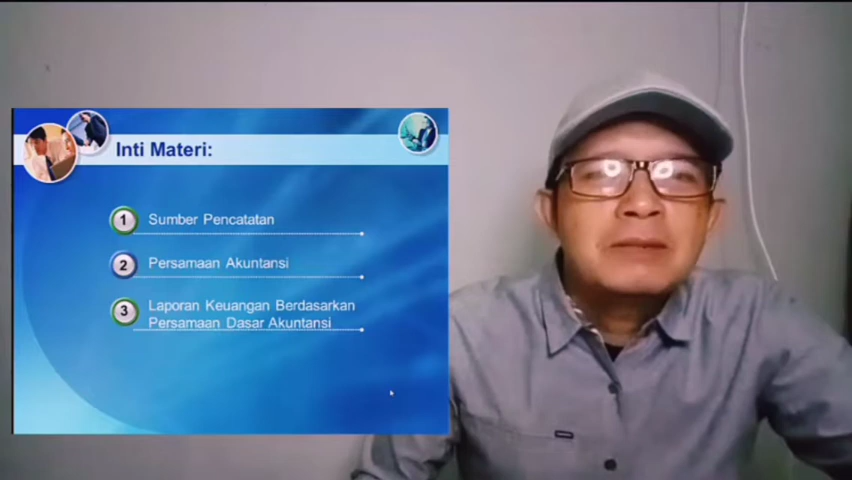 Inti Materi:
1 Sumber Pencatatan
2 Persamaan Akuntansi
3 Laporan Keuangan Berdasarkan
Persamaan Dasar Akuntansi